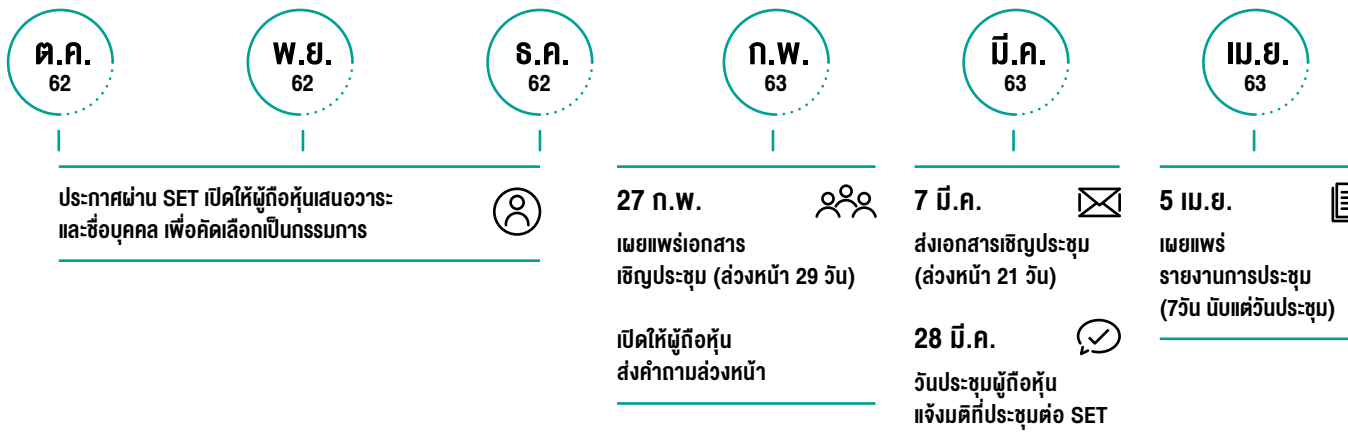 ต.ค.
62
พ.ย.
62
ธ.ค.
62
ก.พ.
63
มี.ค.
63
เม.ย.
63
ประกาศผ่าน SET เปิดให้ผู้ถือหุ้นเสนอวาระ
และชื่อบุคคล เพื่อคัดเลือกเป็นกรรมการ
27 ก.พ.
เผยแพร่เอกสาร
เชิญประชุม (ล่วงหน้า 29 วัน)
เปิดให้ผู้ถือหุ้น
ส่งคำถามล่วงหน้า
7 มี.ค.
ส่งเอกสารเชิญประชุม
(ล่วงหน้า 21 วัน)
28 มี.ค.
วันประชุมผู้ถือหุ้น
แจ้งมติที่ประชุมต่อ SET
5 เม.ย.
เผยแพร่
รายงานการประชุม
(7วัน นับแต่วันประชุม)